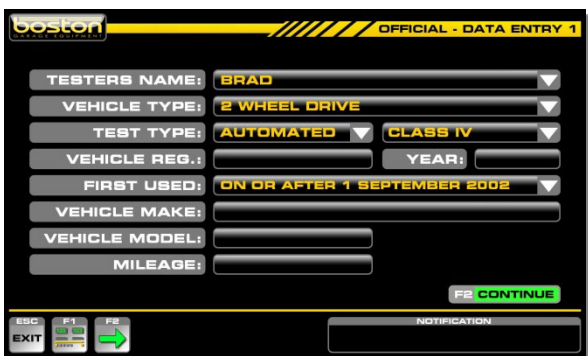 boston OFFICIAL - DATA ENTRY 1
GARAGE EQUIPMENT
TESTERS NAME: BRAD
VEHICLE TYPE: 2 WHEEL DRIVE
TEST TYPE: AUTOMATED CLASS IV
VEHICLE REG.: YEAR:
FIRST USED: ON OR AFTER 1 SEPTEMBER 2002
VEHICLE MAKE:
VEHICLE MODEL:
MILEAGE:
F2 CONTINUE
ESC F1 F2 NOTIFICATION
EXIT